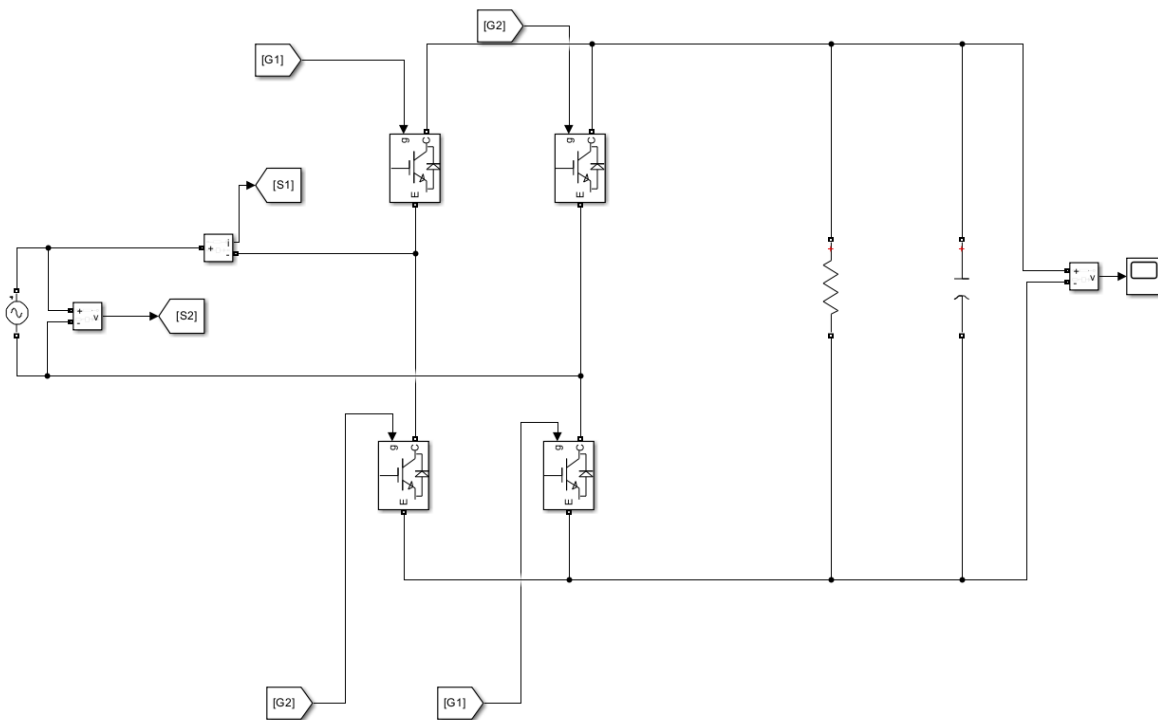 [G2]
[G1]
g C
E
g C
E
[S1]
+ i
-
+
- v
[S2]
+
+
+
- v
g C
E
g C
E
[G2]
[G1]